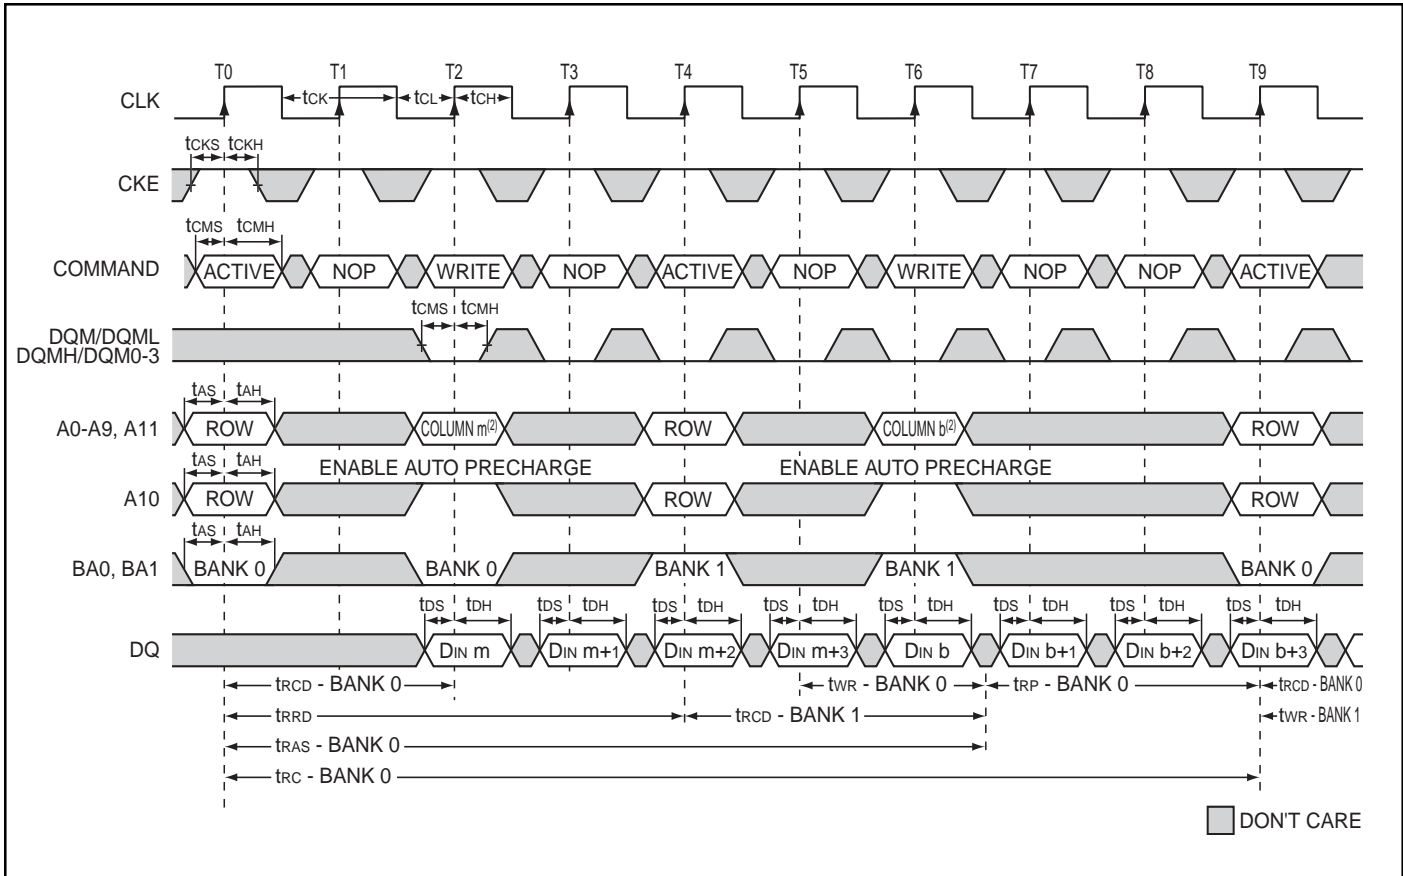 T0 T1 T2 T3 T4 T5 T6 T7 T8 T9
CLK tCK tCL tCH
tCKS tCKH
CKE
tCMS tCMH
COMMAND ACTIVE NOP WRITE NOP ACTIVE NOP WRITE NOP NOP ACTIVE
tCMS tCMH
DQM/DQML
DQMH/DQM0-3
tAS tAH
A0-A9, A11 ROW COLUMN m(2) ROW COLUMN b(2) ROW
tAS tAH ENABLE AUTO PRECHARGE ENABLE AUTO PRECHARGE
A10 ROW ROW ROW
tAS tAH
BA0, BA1 BANK 0 BANK 0 BANK 1 BANK 1 BANK 0
tDS tDH tDS tDH tDS tDH tDS tDH tDS tDH tDS tDH tDS tDH tDS tDH
DQ DIN m DIN m+1 DIN m+2 DIN m+3 DIN b DIN b+1 DIN b+2 DIN b+3
tRCD - BANK 0 tWR - BANK 0 tRP - BANK 0 tRCD - BANK 0
tRRD tRCD - BANK 1 tWR - BANK 1
tRAS - BANK 0
tRC - BANK 0
DON'T CARE